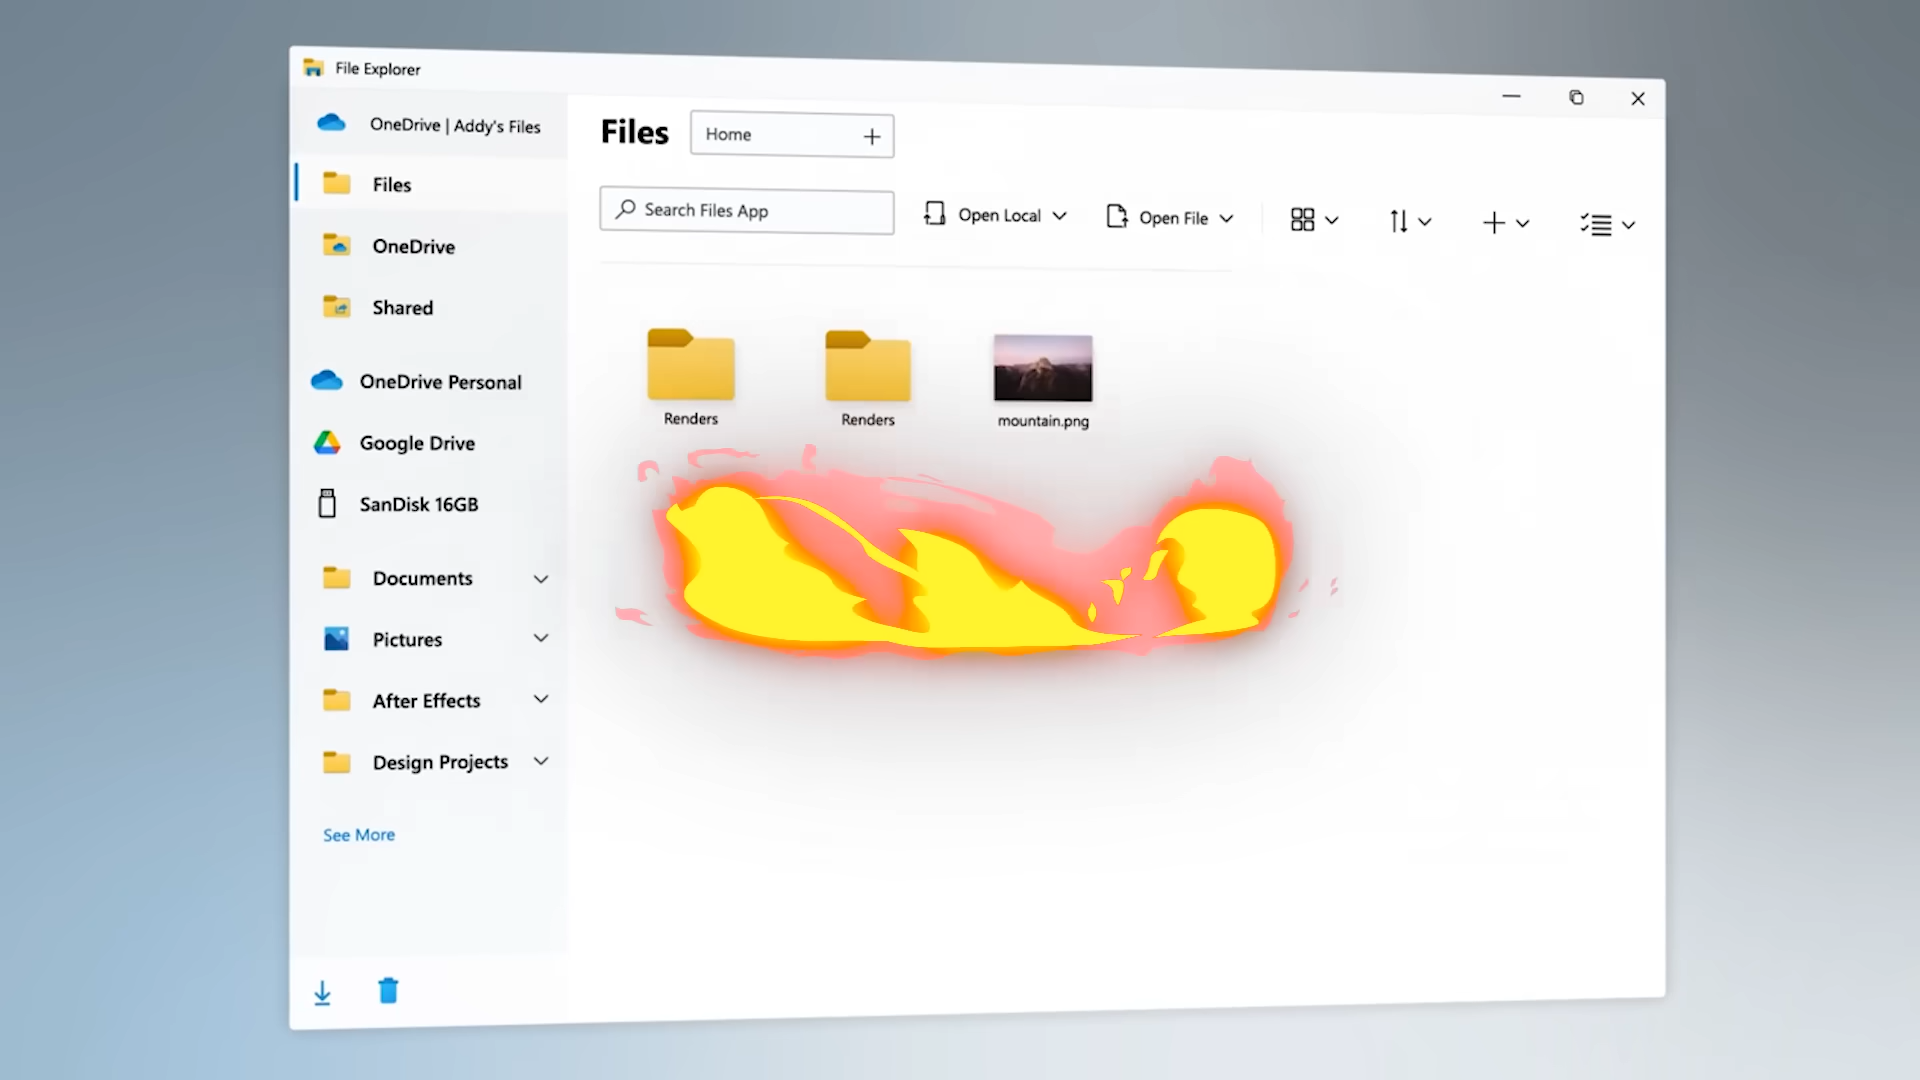 File Explorer
OneDrive | Addy's Files
Files
OneDrive
Shared
OneDrive Personal
Google Drive
SanDisk 16GB
Documents
Pictures
After Effects
Design Projects
See More
Files
Home
Search Files App
Open Local
Open File
Renders
Renders
mountain.png